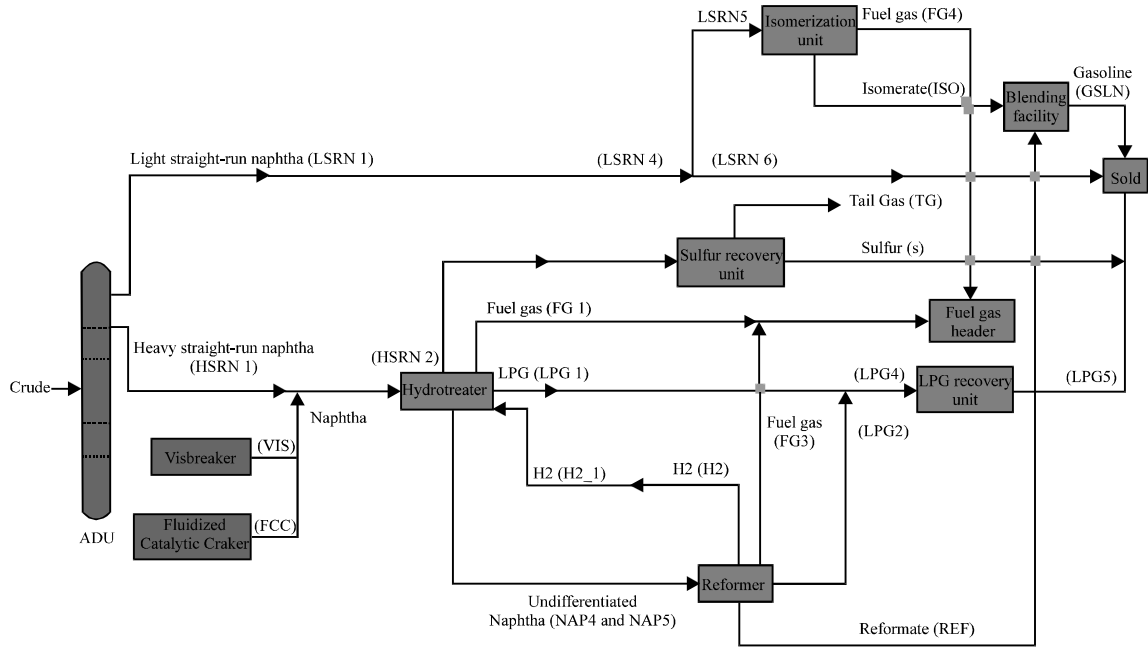 LSRN5
Isomerization
unit
Fuel gas (FG4)
Isomerate(ISO)
Gasoline
(GSLN)
Blending
facility
Light straight-run naphtha (LSRN 1)
(LSRN 4)
(LSRN 6)
Sold
Tail Gas (TG)
Sulfur recovery
unit
Sulfur (s)
Fuel gas (FG 1)
Fuel gas
header
Heavy straight-run naphtha
(HSRN 1)
(HSRN 2)
Crude
Hydrotreater
LPG (LPG 1)
(LPG4)
LPG recovery
unit
(LPG5)
Naphtha
Fuel gas
(FG3)
(LPG2)
Visbreaker
(VIS)
H2 (H2_1)
H2 (H2)
Fluidized
Catalytic Craker
(FCC)
ADU
Reformer
Undifferentiated
Naphtha (NAP4 and NAP5)
Reformate (REF)